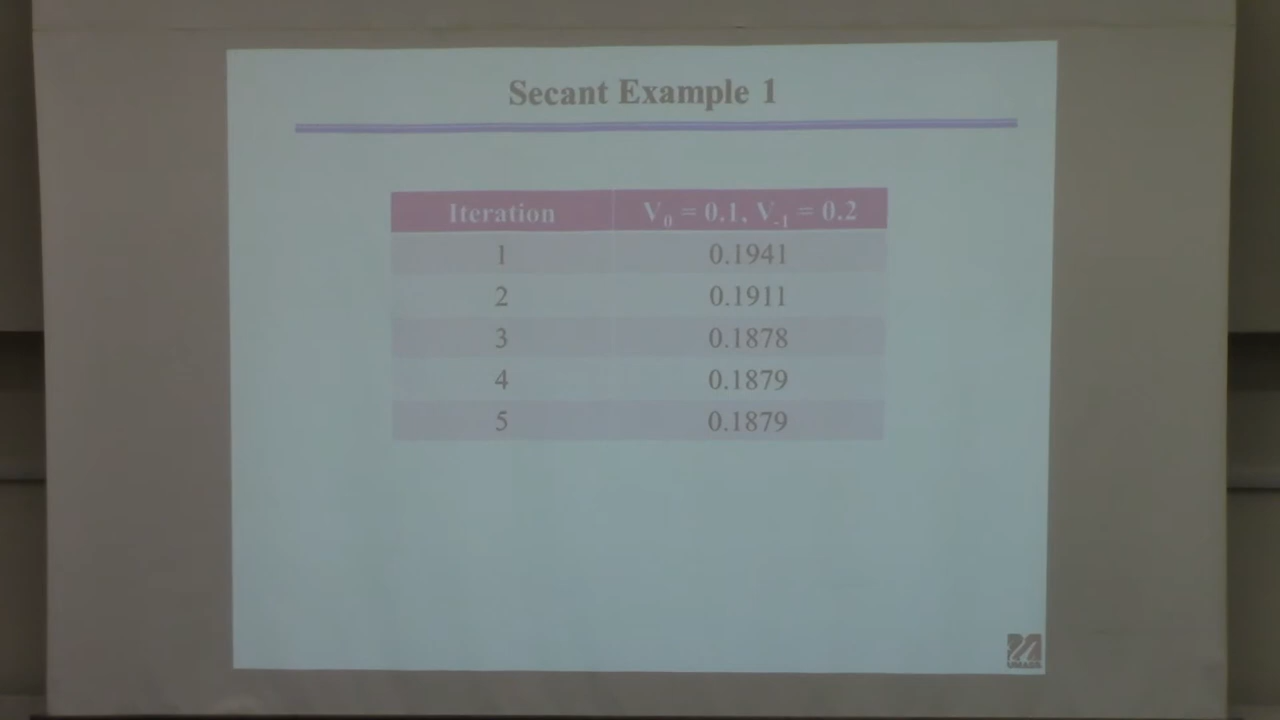 Secant Example 1
Iteration V₀ = 0.1, V₋₁ = 0.2
1 0.1941
2 0.1911
3 0.1878
4 0.1879
5 0.1879
UMASS